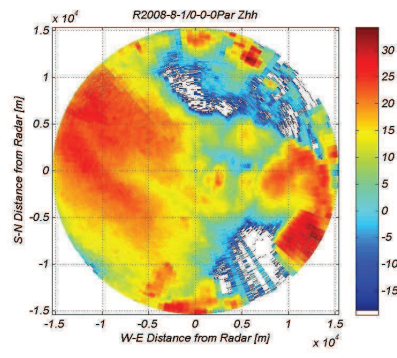 R2008-8-1/0-0-0Par Zhh
x 10⁴
1.5
1
0.5
0
-0.5
-1
-1.5
S-N Distance from Radar [m]
-1.5 -1 -0.5 0 0.5 1 1.5
W-E Distance from Radar [m]
x 10⁴
30
25
20
15
10
5
0
-5
-10
-15